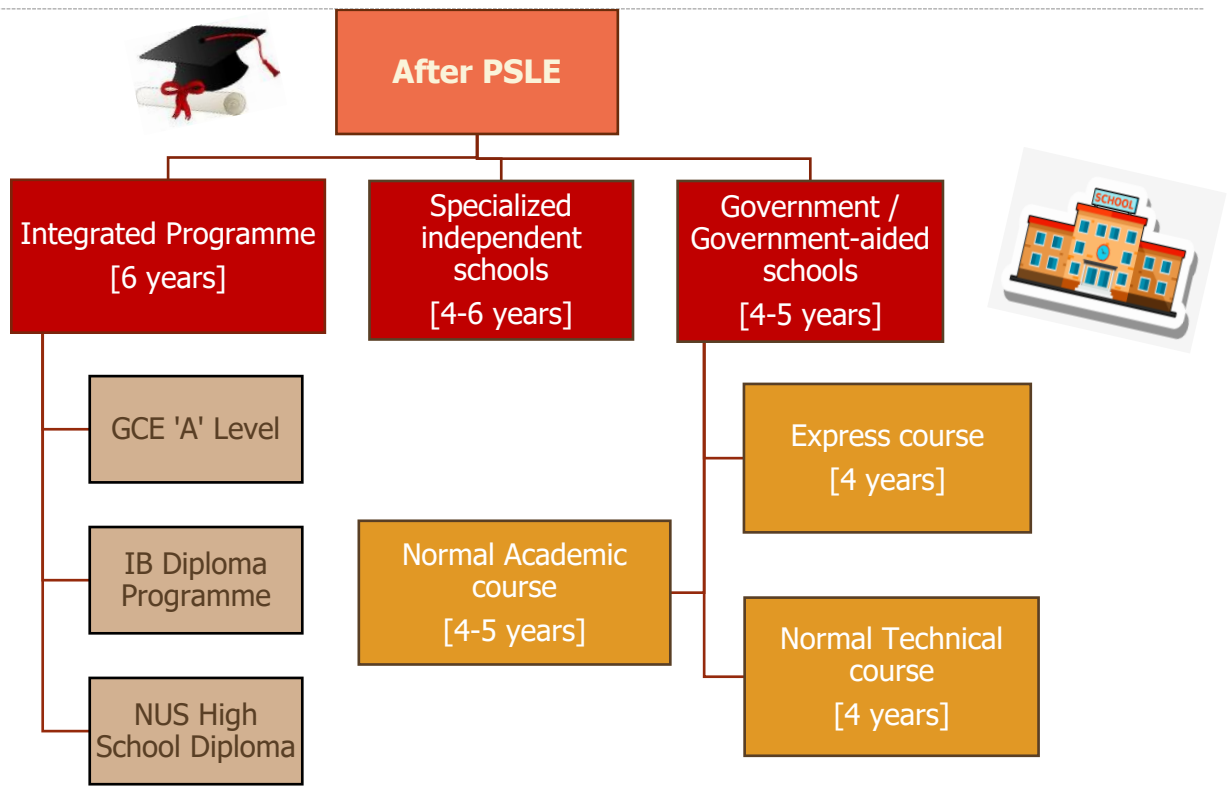 After PSLE
Integrated Programme
[6 years]
Specialized
independent
schools
[4-6 years]
Government /
Government-aided
schools
[4-5 years]
SCHOOL
GCE 'A' Level
IB Diploma
Programme
NUS High
School Diploma
Express course
[4 years]
Normal Academic
course
[4-5 years]
Normal Technical
course
[4 years]